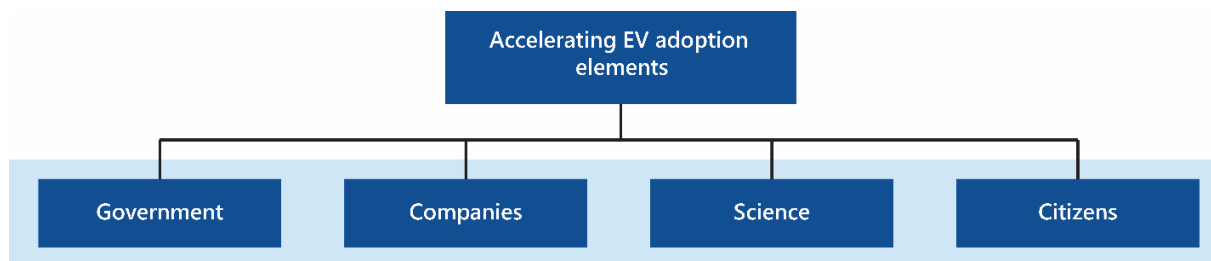 Accelerating EV adoption
elements
Government
Companies
Science
Citizens